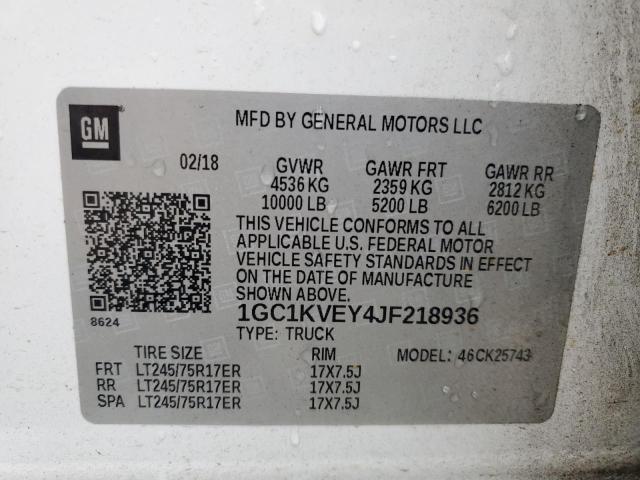 GM
MFD BY GENERAL MOTORS LLC
02/18 GVWR GAWR FRT GAWR RR
4536 KG 2359 KG 2812 KG
10000 LB 5200 LB 6200 LB
THIS VEHICLE CONFORMS TO ALL
APPLICABLE U.S. FEDERAL MOTOR
VEHICLE SAFETY STANDARDS IN EFFECT
ON THE DATE OF MANUFACTURE
SHOWN ABOVE.
8624
1GC1KVEY4JF218936
TYPE: TRUCK MODEL: 46CK25743
TIRE SIZE RIM
FRT LT245/75R17ER 17X7.5J
RR LT245/75R17ER 17X7.5J
SPA LT245/75R17ER 17X7.5J